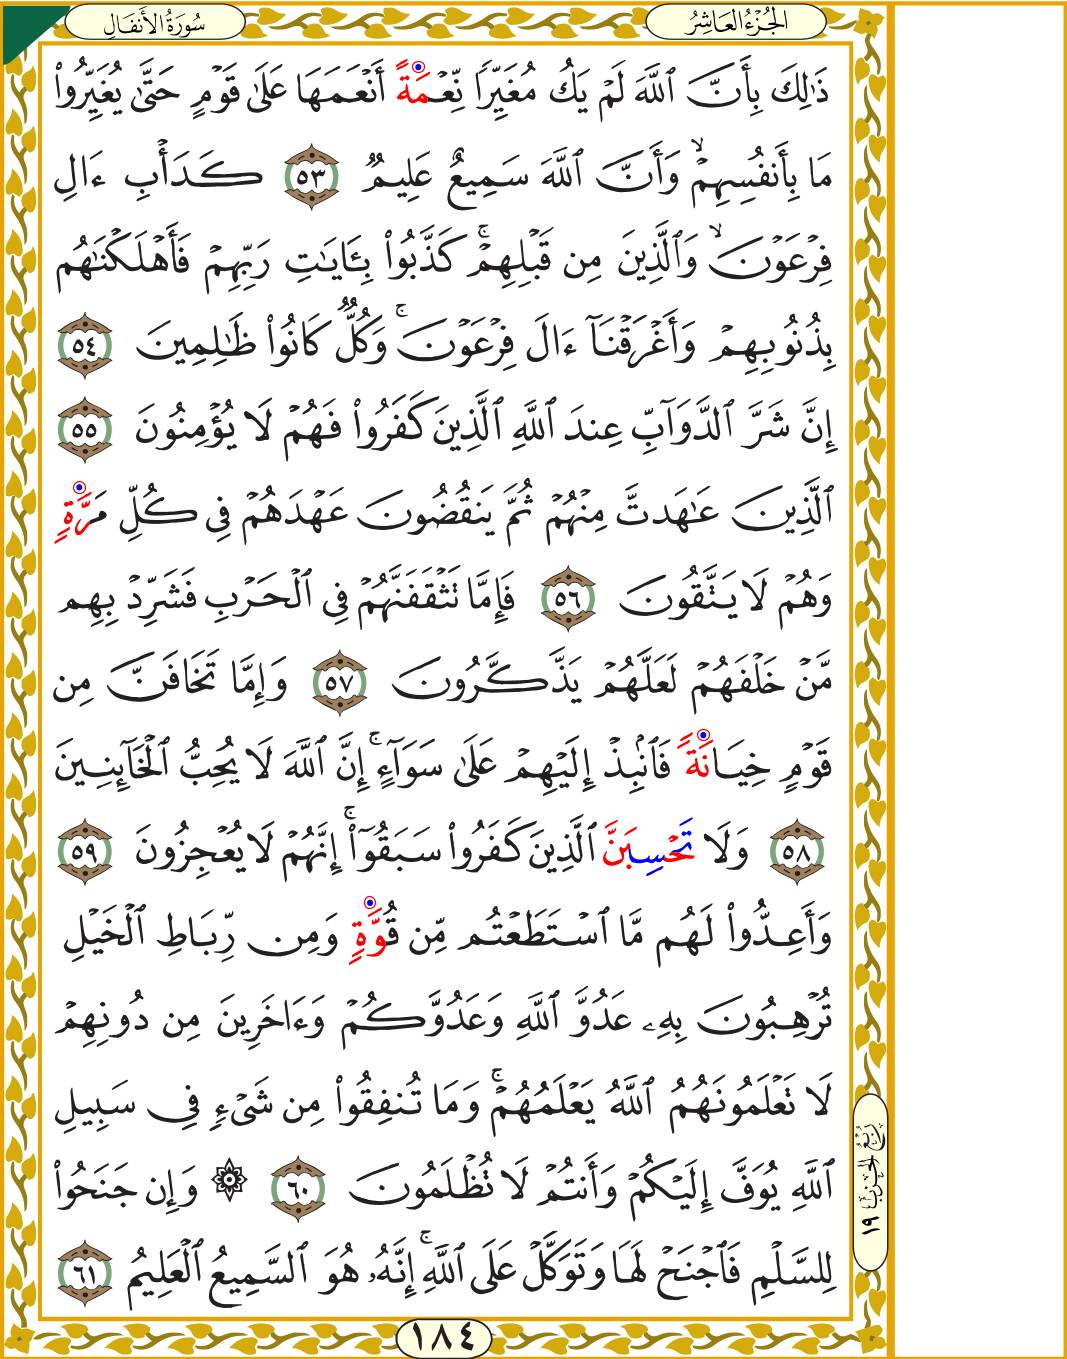 سُورَةُ الأَنفَال
الجُزْءُ العَاشِرُ
ذَٰلِكَ بِأَنَّ ٱللَّهَ لَمْ يَكُ مُغَيِّرًا نِّعْمَةً أَنْعَمَهَا عَلَىٰ قَوْمٍ حَتَّىٰ يُغَيِّرُوا۟
مَا بِأَنفُسِهِمْ ۙ وَأَنَّ ٱللَّهَ سَمِيعٌ عَلِيمٌ ٥٣ كَدَأْبِ ءَالِ
فِرْعَوْنَ ۙ وَٱلَّذِينَ مِن قَبْلِهِمْ ۚ كَذَّبُوا۟ بِـَٔايَـٰتِ رَبِّهِمْ فَأَهْلَكْنَـٰهُم
بِذُنُوبِهِمْ وَأَغْرَقْنَآ ءَالَ فِرْعَوْنَ ۚ وَكُلٌّ كَانُوا۟ ظَـٰلِمِينَ ٥٤
إِنَّ شَرَّ ٱلدَّوَآبِّ عِندَ ٱللَّهِ ٱلَّذِينَ كَفَرُوا۟ فَهُمْ لَا يُؤْمِنُونَ ٥٥
ٱلَّذِينَ عَـٰهَدتَّ مِنْهُمْ ثُمَّ يَنقُضُونَ عَهْدَهُمْ فِى كُلِّ مَرَّةٍ
وَهُمْ لَا يَتَّقُونَ ٥٦ فَإِمَّا تَثْقَفَنَّهُمْ فِى ٱلْحَرْبِ فَشَرِّدْ بِهِم
مَّنْ خَلْفَهُمْ لَعَلَّهُمْ يَذَّكَّرُونَ ٥٧ وَإِمَّا تَخَافَنَّ مِن
قَوْمٍ خِيَانَةً فَٱنۢبِذْ إِلَيْهِمْ عَلَىٰ سَوَآءٍ ۚ إِنَّ ٱللَّهَ لَا يُحِبُّ ٱلْخَآئِنِينَ
٥٨ وَلَا تَحْسِبَنَّ ٱلَّذِينَ كَفَرُوا۟ سَبَقُوٓا۟ ۚ إِنَّهُمْ لَا يُعْجِزُونَ ٥٩
وَأَعِدُّوا۟ لَهُم مَّا ٱسْتَطَعْتُم مِّن قُوَّةٍ وَمِن رِّبَاطِ ٱلْخَيْلِ
تُرْهِبُونَ بِهِۦ عَدُوَّ ٱللَّهِ وَعَدُوَّكُمْ وَءَاخَرِينَ مِن دُونِهِمْ
لَا تَعْلَمُونَهُمُ ٱللَّهُ يَعْلَمُهُمْ ۚ وَمَا تُنفِقُوا۟ مِن شَىْءٍ فِى سَبِيلِ
ٱللَّهِ يُوَفَّ إِلَيْكُمْ وَأَنتُمْ لَا تُظْلَمُونَ ٦٠ ۞ وَإِن جَنَحُوا۟
لِلسَّلْمِ فَٱجْنَحْ لَهَا وَتَوَكَّلْ عَلَى ٱللَّهِ ۚ إِنَّهُۥ هُوَ ٱلسَّمِيعُ ٱلْعَلِيمُ ٦١
رُبْعُ الحِزْبِ ١٩
١٨٤